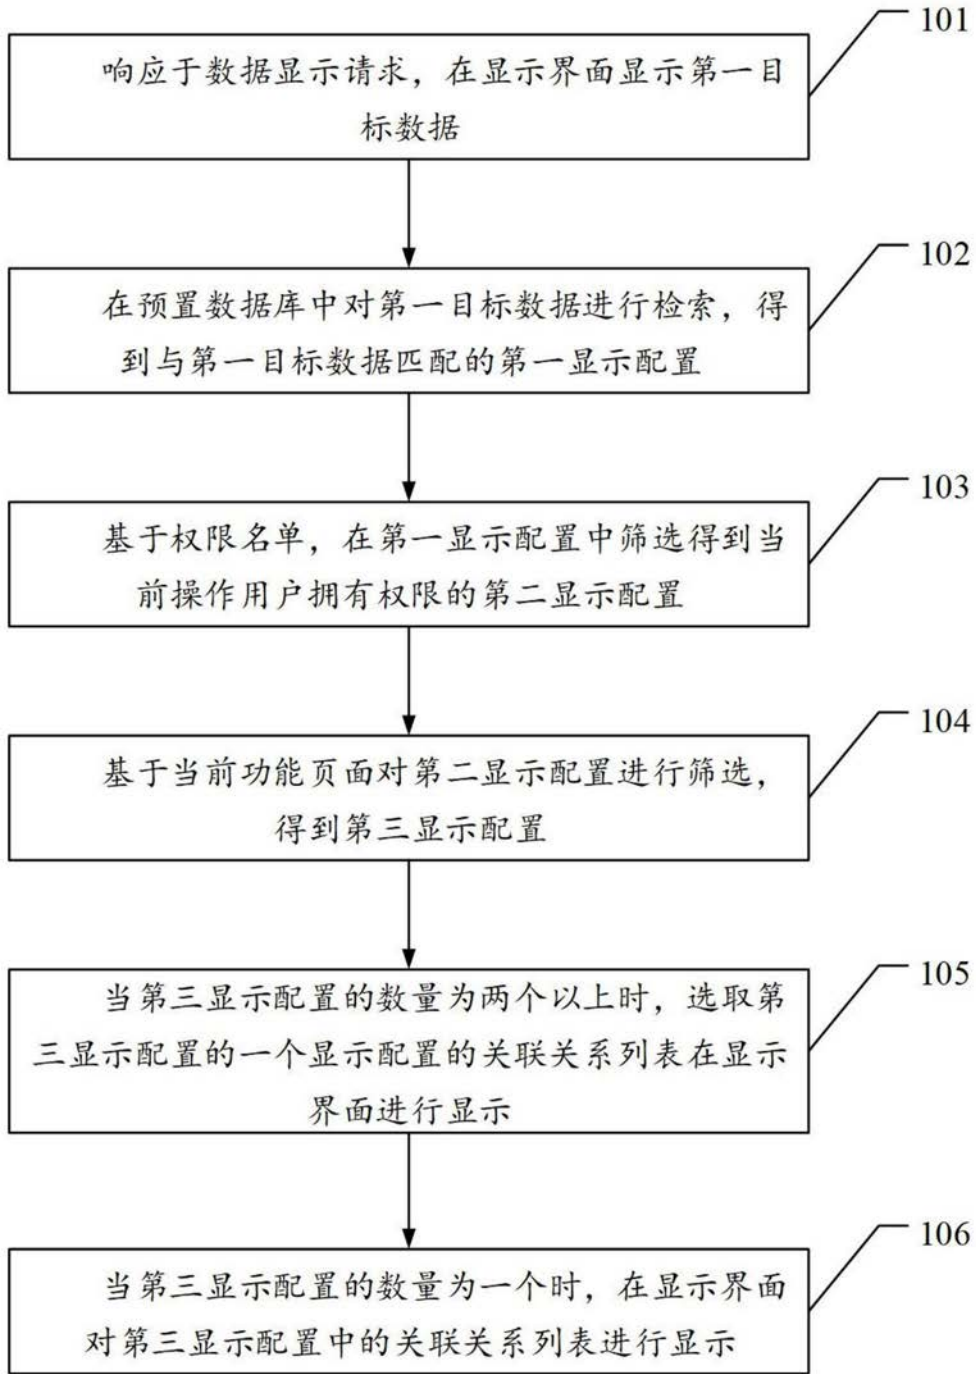 101
响应于数据显示请求，在显示界面显示第一目
标数据
102
在预置数据库中对第一目标数据进行检索，得
到与第一目标数据匹配的第一显示配置
103
基于权限名单，在第一显示配置中筛选得到当
前操作用户拥有权限的第二显示配置
104
基于当前功能页面对第二显示配置进行筛选，
得到第三显示配置
105
当第三显示配置的数量为两个以上时，选取第
三显示配置的一个显示配置的关联关系列表在显示
界面进行显示
106
当第三显示配置的数量为一个时，在显示界面
对第三显示配置中的关联关系列表进行显示